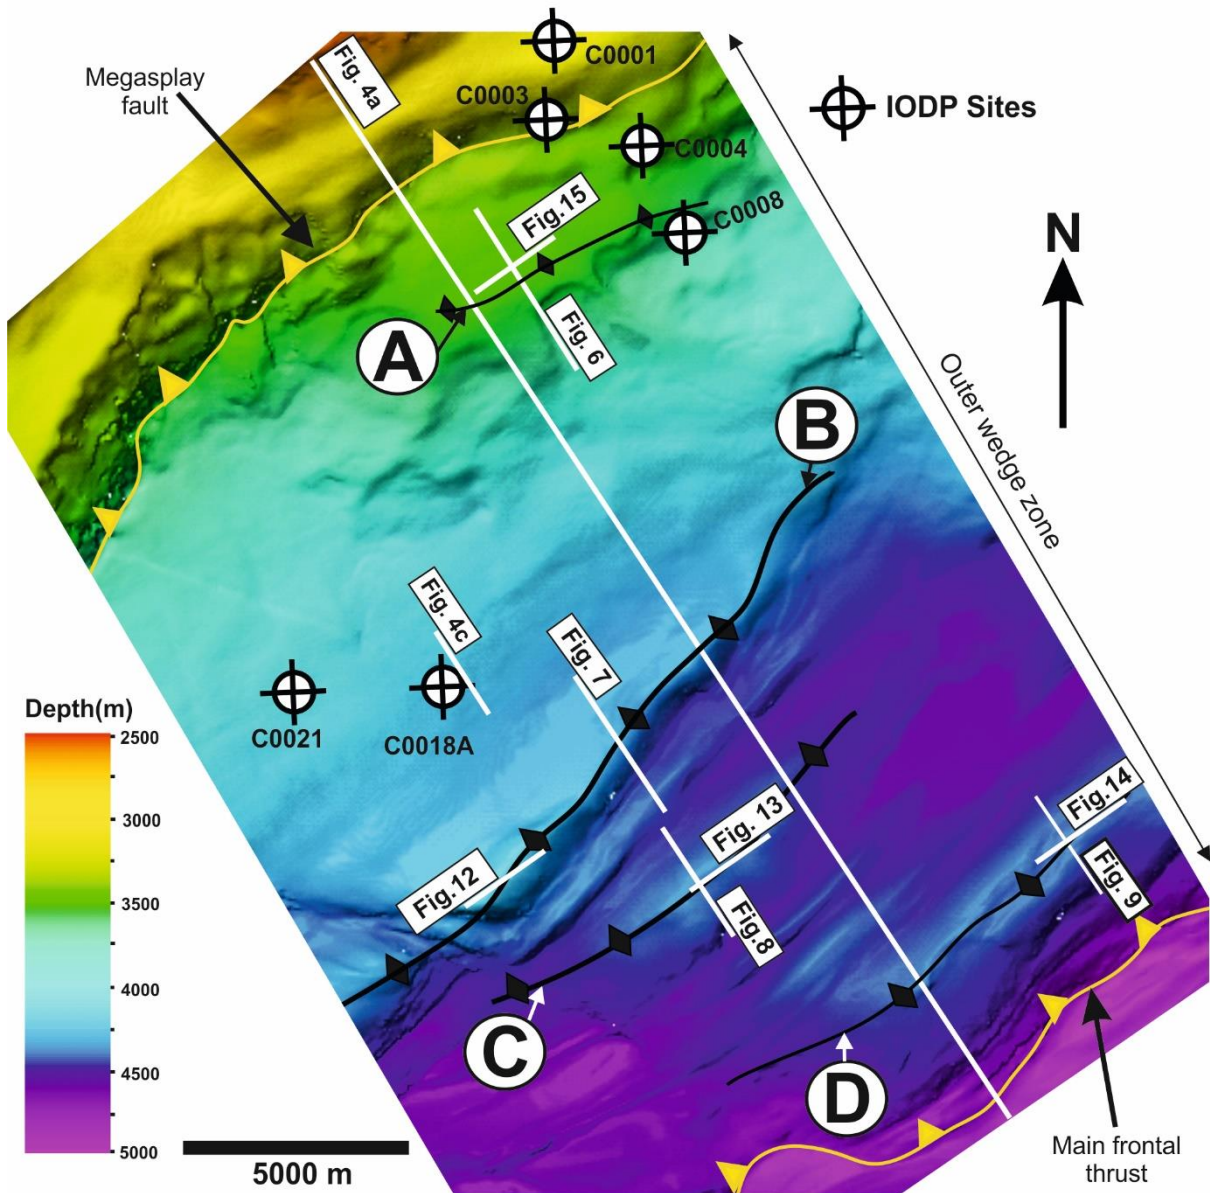 C0001
Fig. 4a
Megasplay
fault
C0003
IODP Sites
C0004
Fig.15
C0008
N
Fig. 6
A
Outer wedge zone
B
Fig. 4c
Fig. 7
Depth(m)
2500
3000
3500
4000
4500
5000
C0021
C0018A
Fig. 13
Fig.14
Fig.12
Fig. 9
Fig.8
C
D
Main frontal
thrust
5000 m